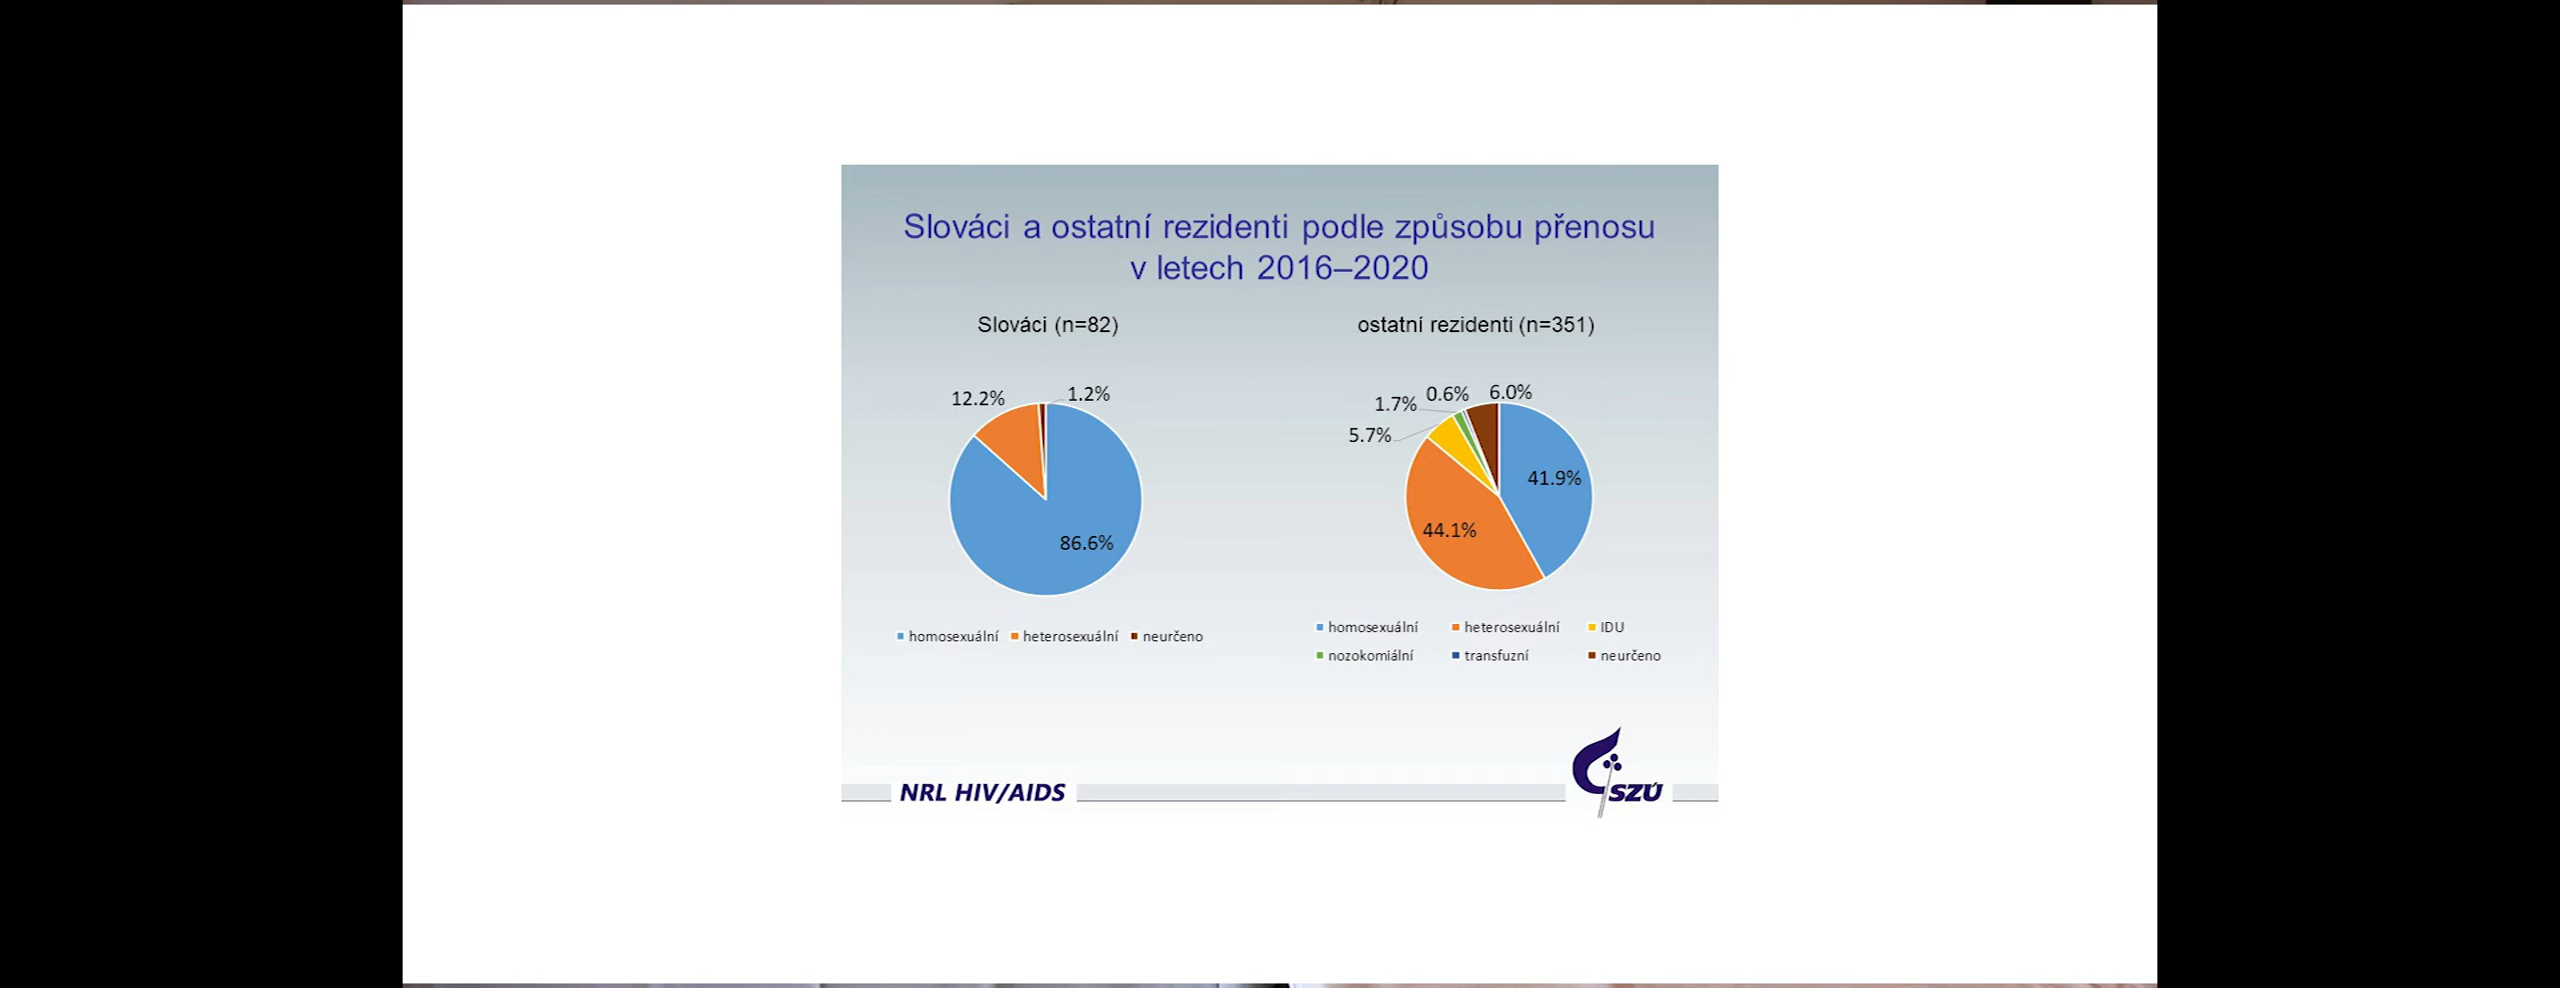 Slováci a ostatní rezidenti podle způsobu přenosu
v letech 2016–2020
Slováci (n=82)
12.2%
1.2%
86.6%
homosexuální heterosexuální neurčeno
ostatní rezidenti (n=351)
5.7%
1.7%
0.6%
6.0%
41.9%
44.1%
homosexuální heterosexuální IDU
nozokomiální transfuzní neurčeno
NRL HIV/AIDS
SZÚ